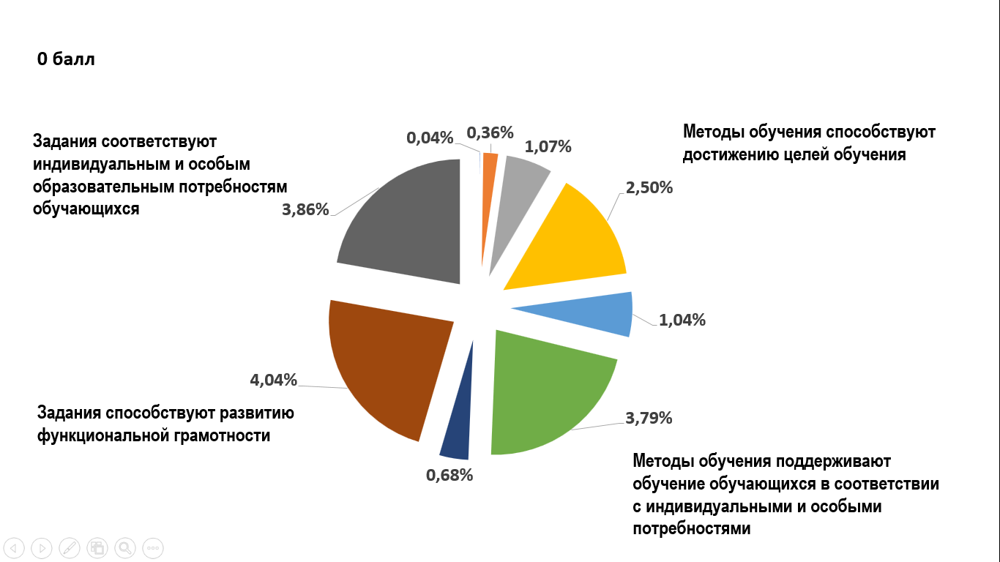 0 балл
Задания соответствуют
индивидуальным и особым
образовательным потребностям
обучающихся
0,04%
0,36%
1,07%
Методы обучения способствуют
достижению целей обучения
2,50%
3,86%
1,04%
4,04%
Задания способствуют развитию
функциональной грамотности
0,68%
3,79%
Методы обучения поддерживают
обучение обучающихся в соответствии
с индивидуальными и особыми
потребностями